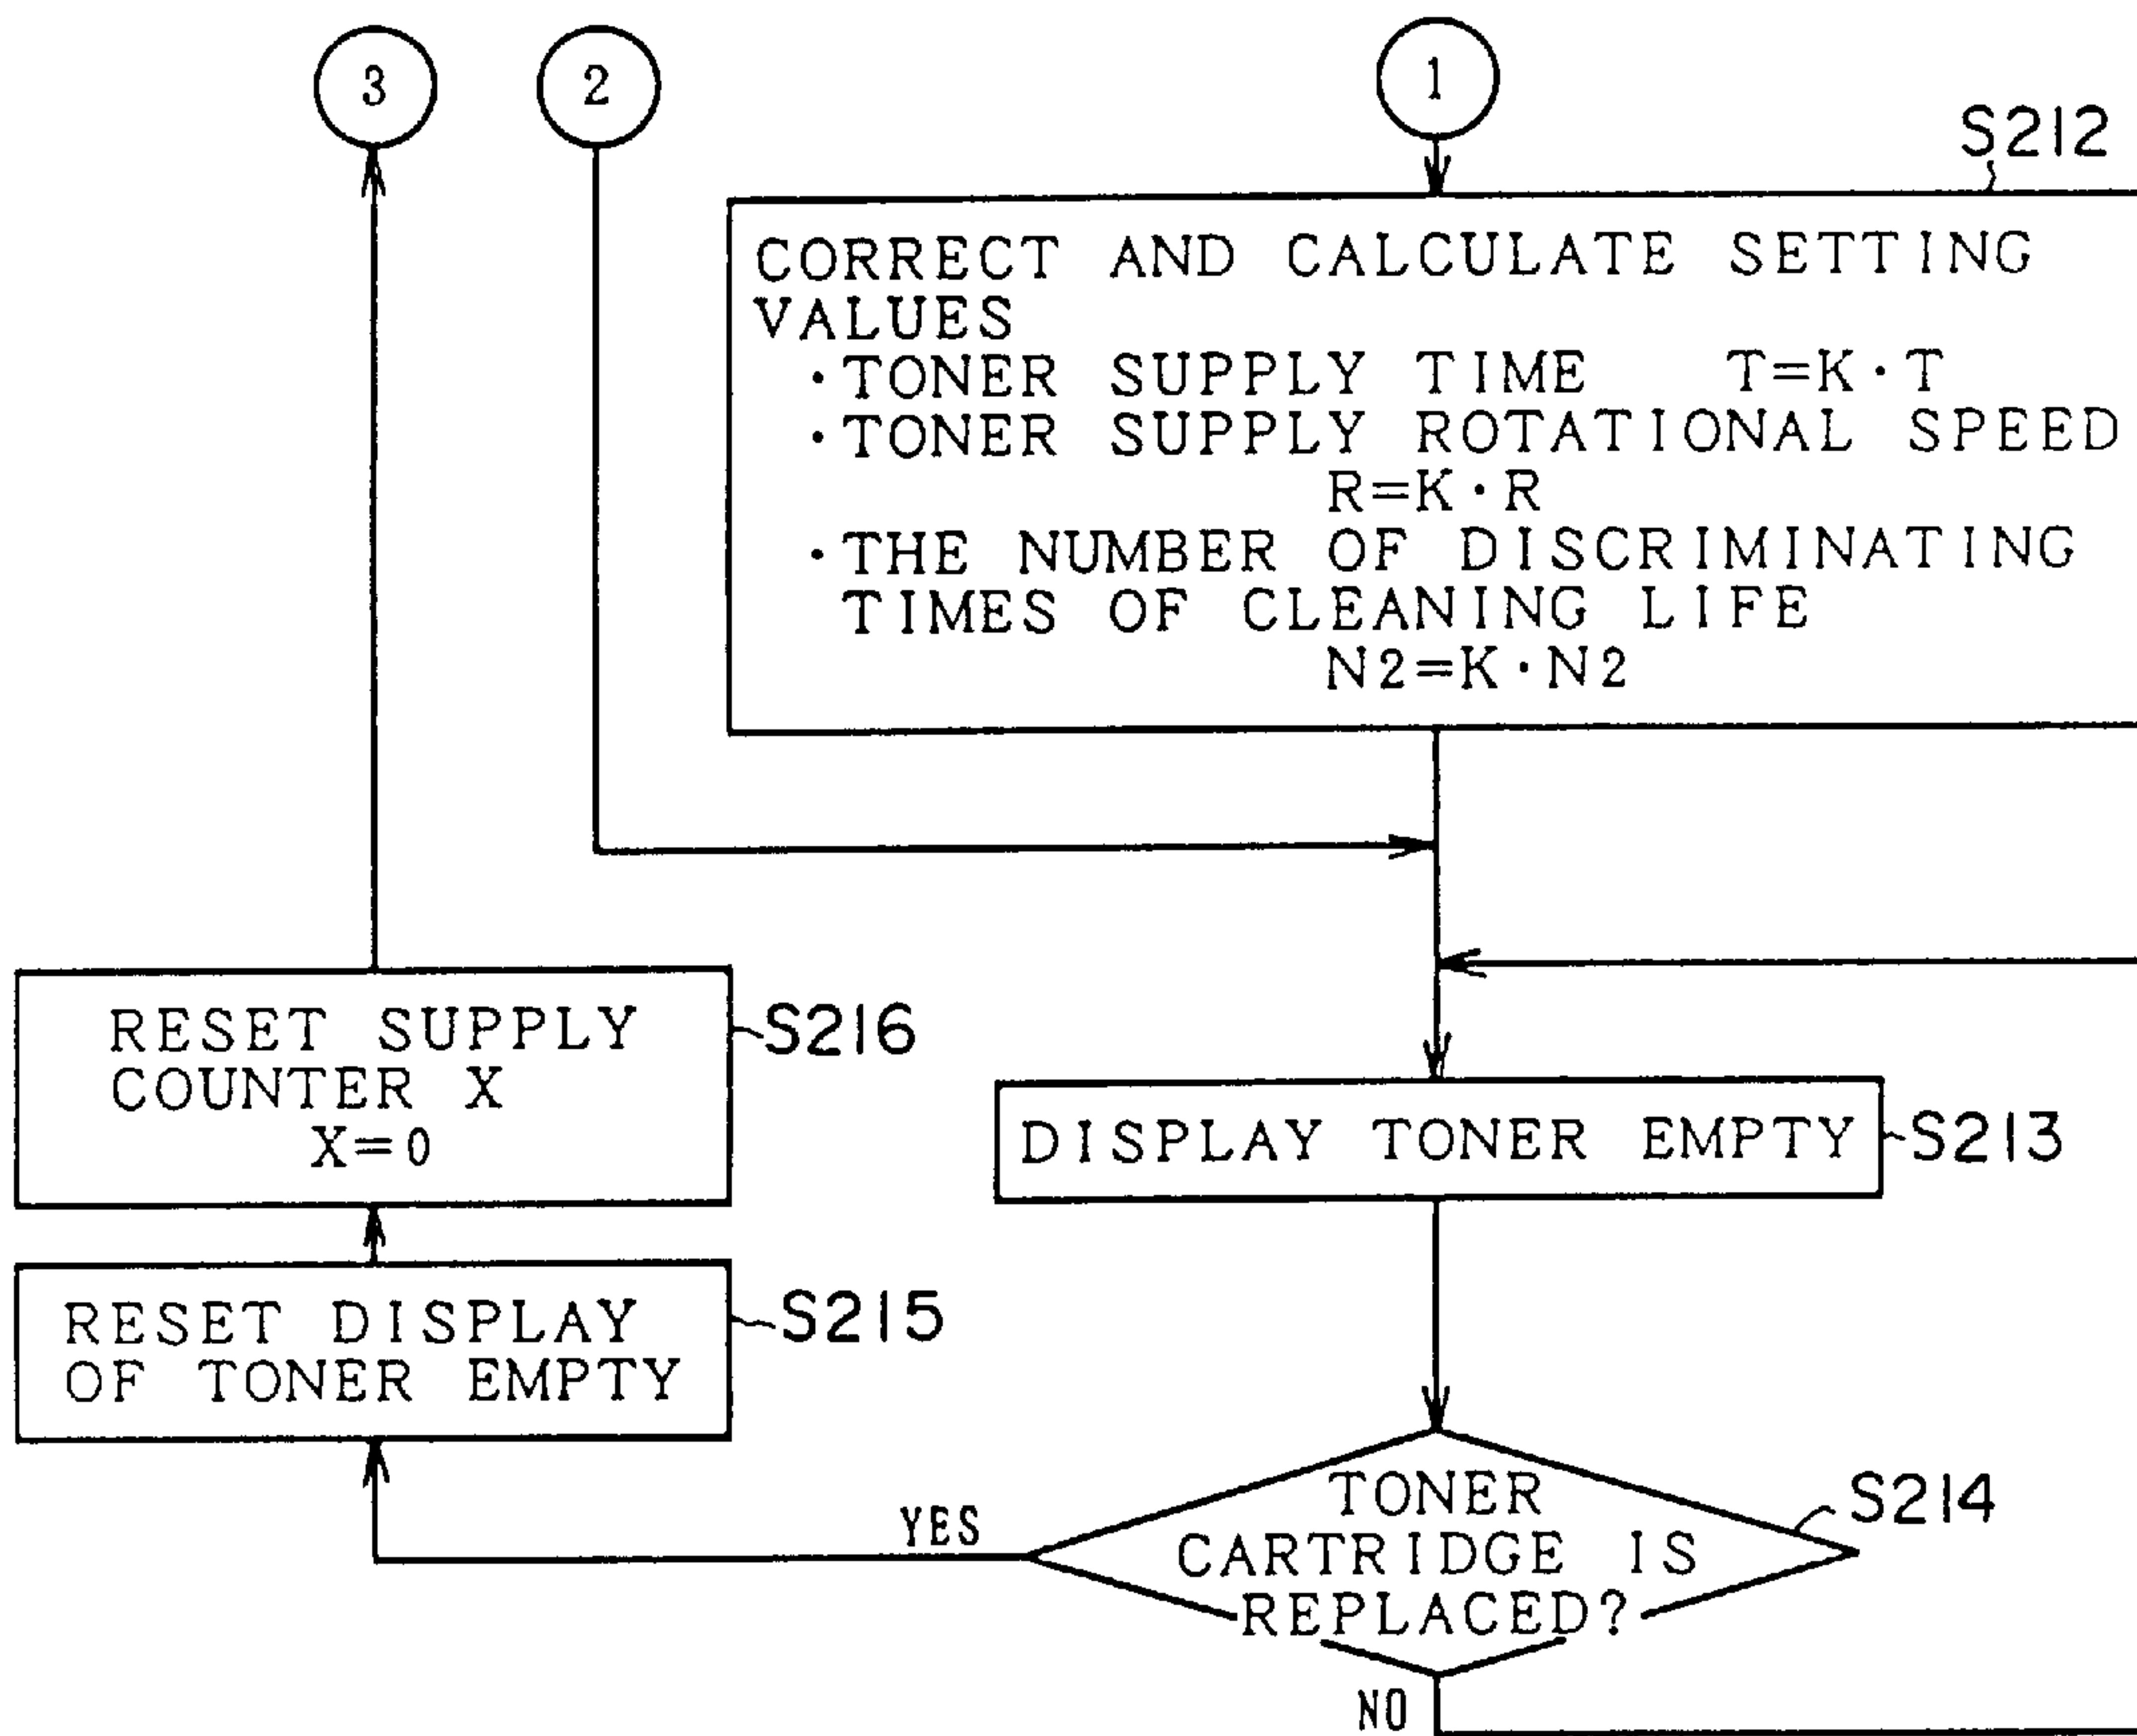 3
2
1
S212
CORRECT AND CALCULATE SETTING
VALUES
・TONER SUPPLY TIME T=K・T
・TONER SUPPLY ROTATIONAL SPEED
R=K・R
・THE NUMBER OF DISCRIMINATING
TIMES OF CLEANING LIFE
N2=K・N2
RESET SUPPLY
COUNTER X
X=0
S216
DISPLAY TONER EMPTY
S213
RESET DISPLAY
OF TONER EMPTY
S215
TONER
CARTRIDGE IS
REPLACED?
S214
YES
NO